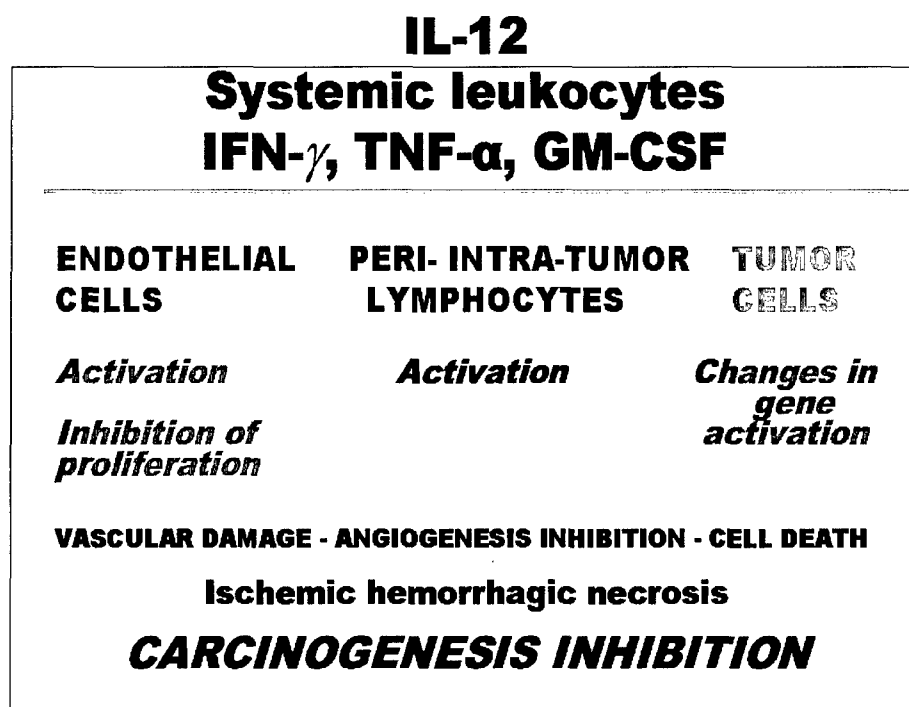 IL-12
Systemic leukocytes
IFN-γ, TNF-α, GM-CSF
ENDOTHELIAL CELLS
PERI- INTRA-TUMOR LYMPHOCYTES
TUMOR CELLS
Activation
Inhibition of
proliferation
Activation
Changes in
gene
activation
VASCULAR DAMAGE - ANGIOGENESIS INHIBITION - CELL DEATH
Ischemic hemorrhagic necrosis
CARCINOGENESIS INHIBITION